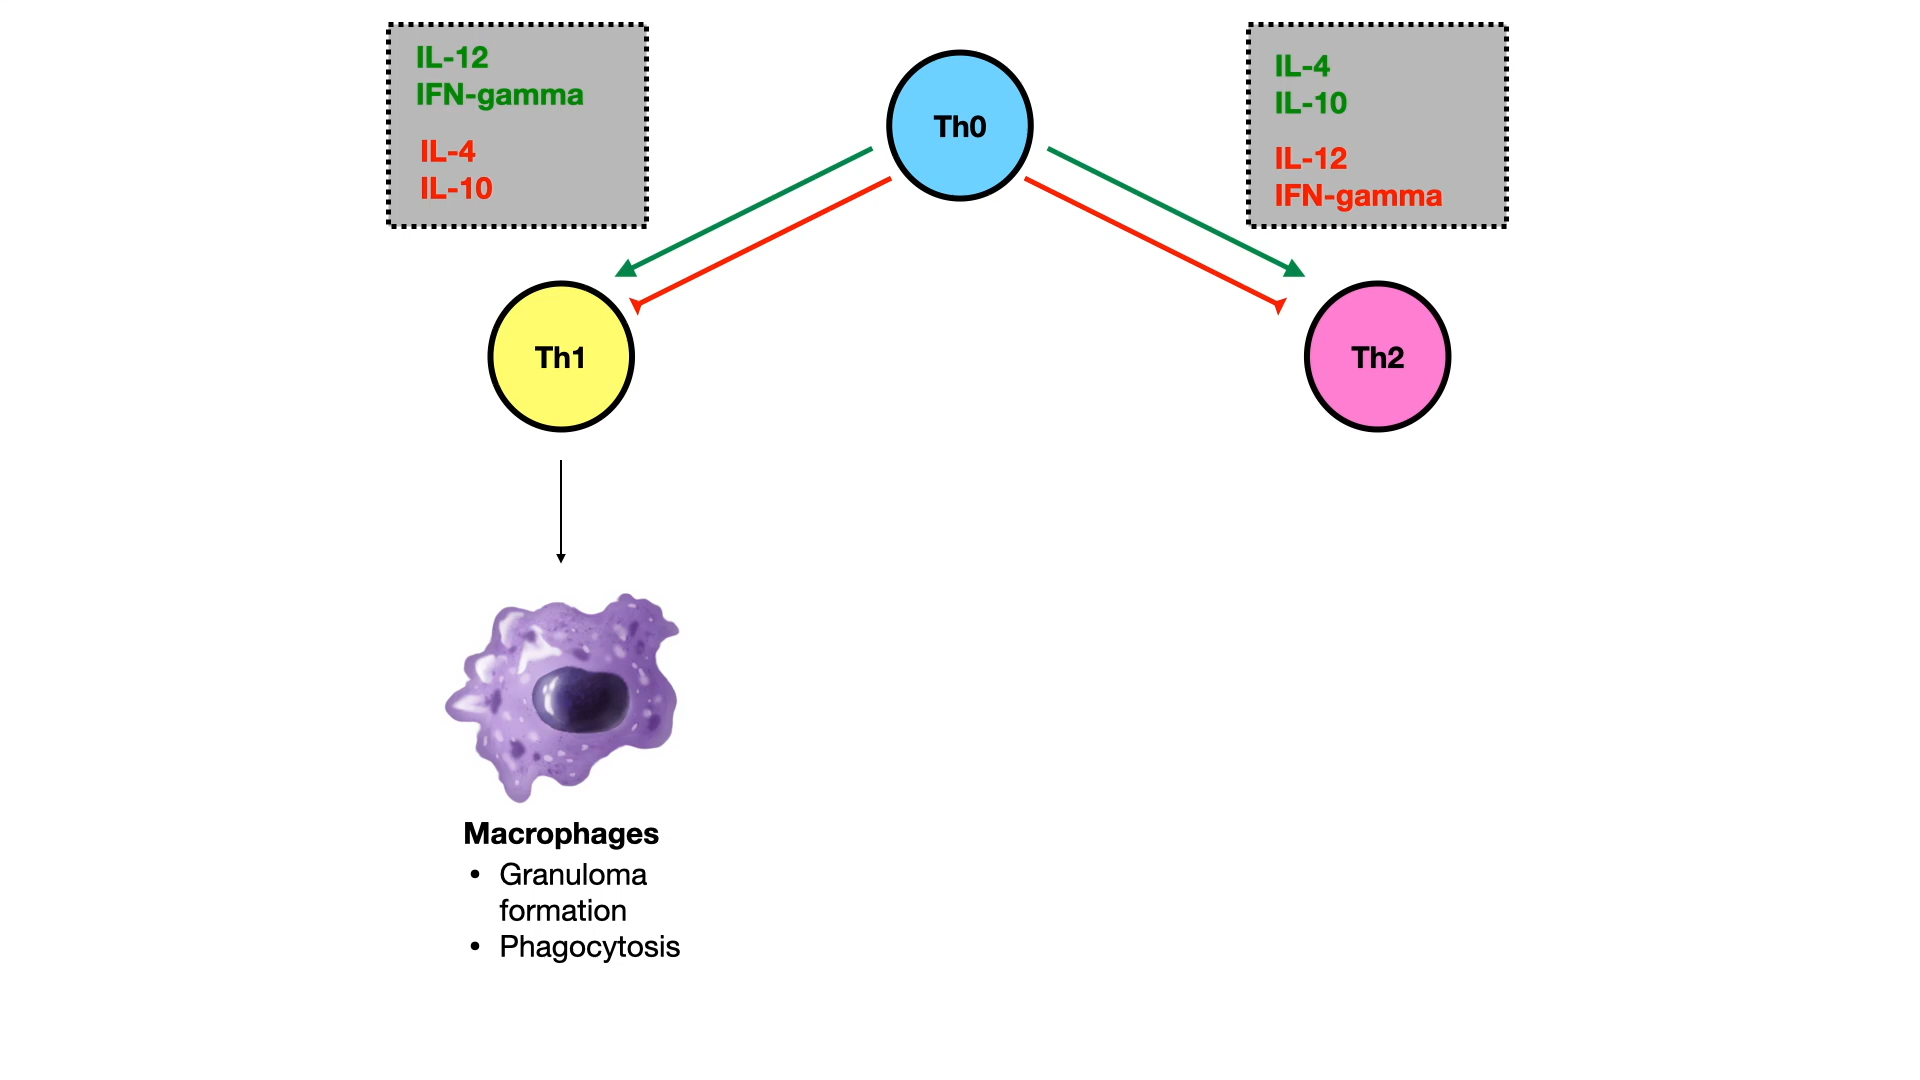 IL-12
IFN-gamma
IL-4
IL-10
Th0
IL-4
IL-10
IL-12
IFN-gamma
Th1
Th2
Macrophages
• Granuloma
formation
• Phagocytosis